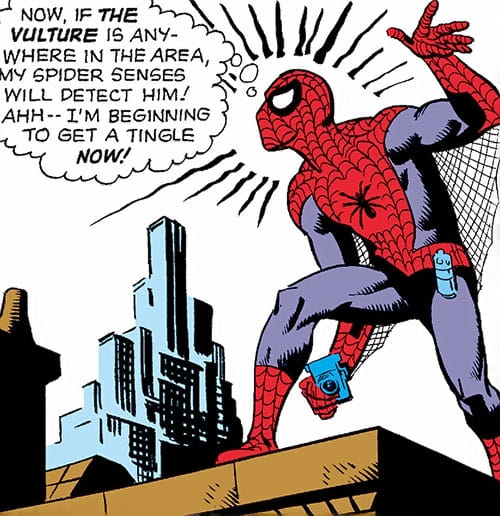 NOW, IF THE
VULTURE IS ANY-
WHERE IN THE AREA,
MY SPIDER SENSES
WILL DETECT HIM!
AHH-- I'M BEGINNING
TO GET A TINGLE
NOW!